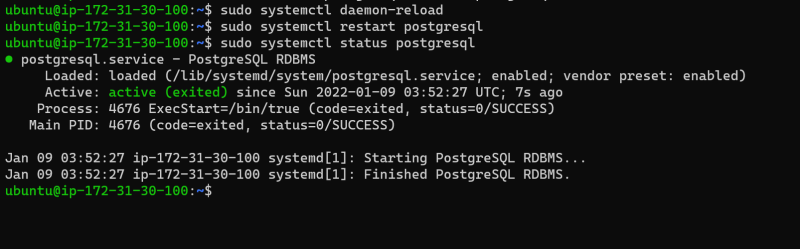 ubuntu@ip-172-31-30-100:~$ sudo systemctl daemon-reload
ubuntu@ip-172-31-30-100:~$ sudo systemctl restart postgresql
ubuntu@ip-172-31-30-100:~$ sudo systemctl status postgresql
● postgresql.service - PostgreSQL RDBMS
     Loaded: loaded (/lib/systemd/system/postgresql.service; enabled; vendor preset: enabled)
     Active: active (exited) since Sun 2022-01-09 03:52:27 UTC; 7s ago
    Process: 4676 ExecStart=/bin/true (code=exited, status=0/SUCCESS)
   Main PID: 4676 (code=exited, status=0/SUCCESS)

Jan 09 03:52:27 ip-172-31-30-100 systemd[1]: Starting PostgreSQL RDBMS...
Jan 09 03:52:27 ip-172-31-30-100 systemd[1]: Finished PostgreSQL RDBMS.
ubuntu@ip-172-31-30-100:~$